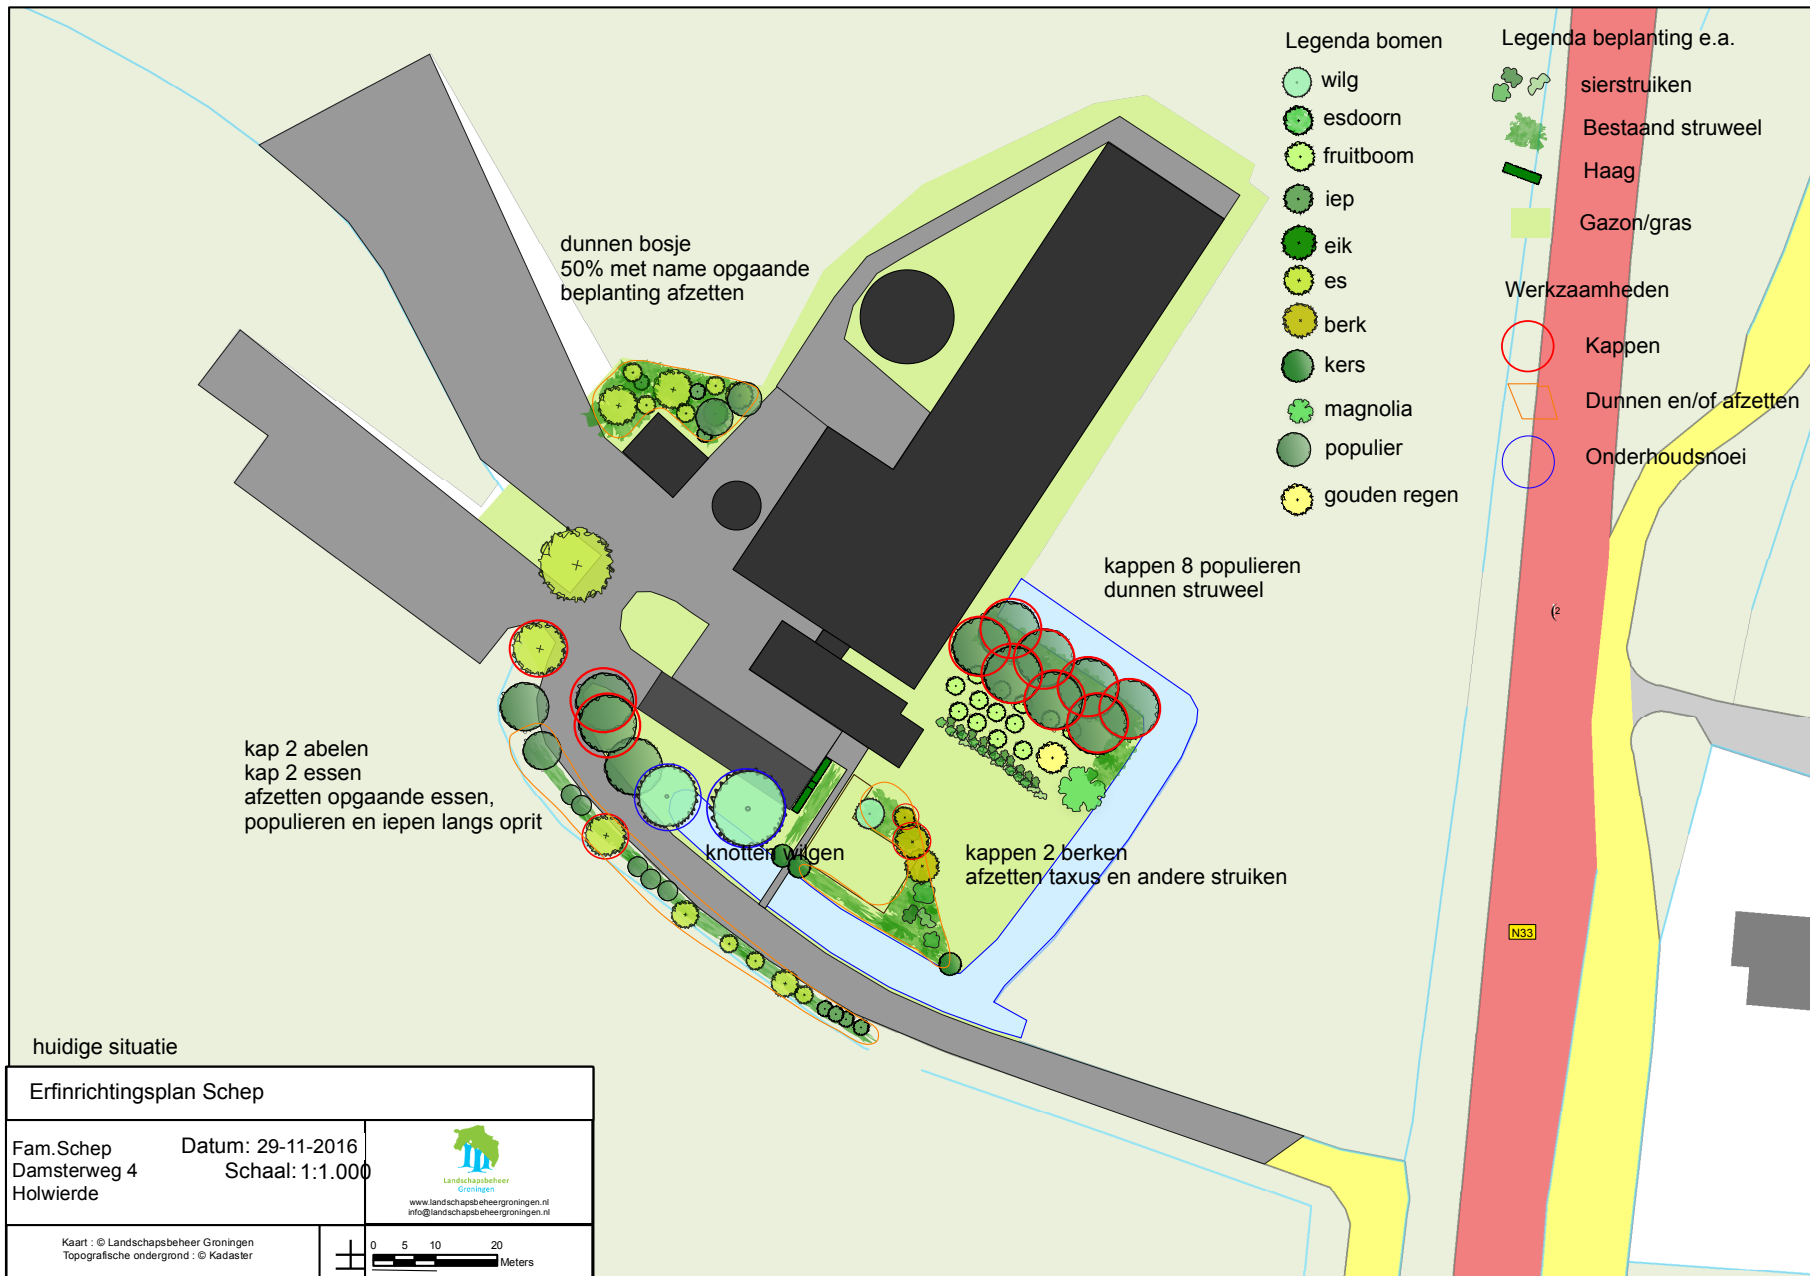 Legenda bomen
wilg
esdoorn
fruitboom
iep
eik
es
berk
kers
magnolia
populier
gouden regen
Legenda beplanting e.a.
sierstruiken
Bestaand struweel
Haag
Gazon/gras
Werkzaamheden
Kappen
Dunnen en/of afzetten
Onderhoudsnoei
dunnen bosje
50% met name opgaande
beplanting afzetten
kappen 8 populieren
dunnen struweel
kap 2 abelen
kap 2 essen
afzetten opgaande essen,
populieren en iepen langs oprit
knotten wilgen
kappen 2 berken
afzetten taxus en andere struiken
N33
huidige situatie
Erfinrichtingsplan Schep
Fam.Schep
Damsterweg 4
Holwierde
Datum: 29-11-2016
Schaal: 1:1.000
Landschapsbeheer
Groningen
www.landschapsbeheergroningen.nl
info@landschapsbeheergroningen.nl
Kaart : © Landschapsbeheer Groningen
Topografische ondergrond : © Kadaster
0 5 10 20
Meters